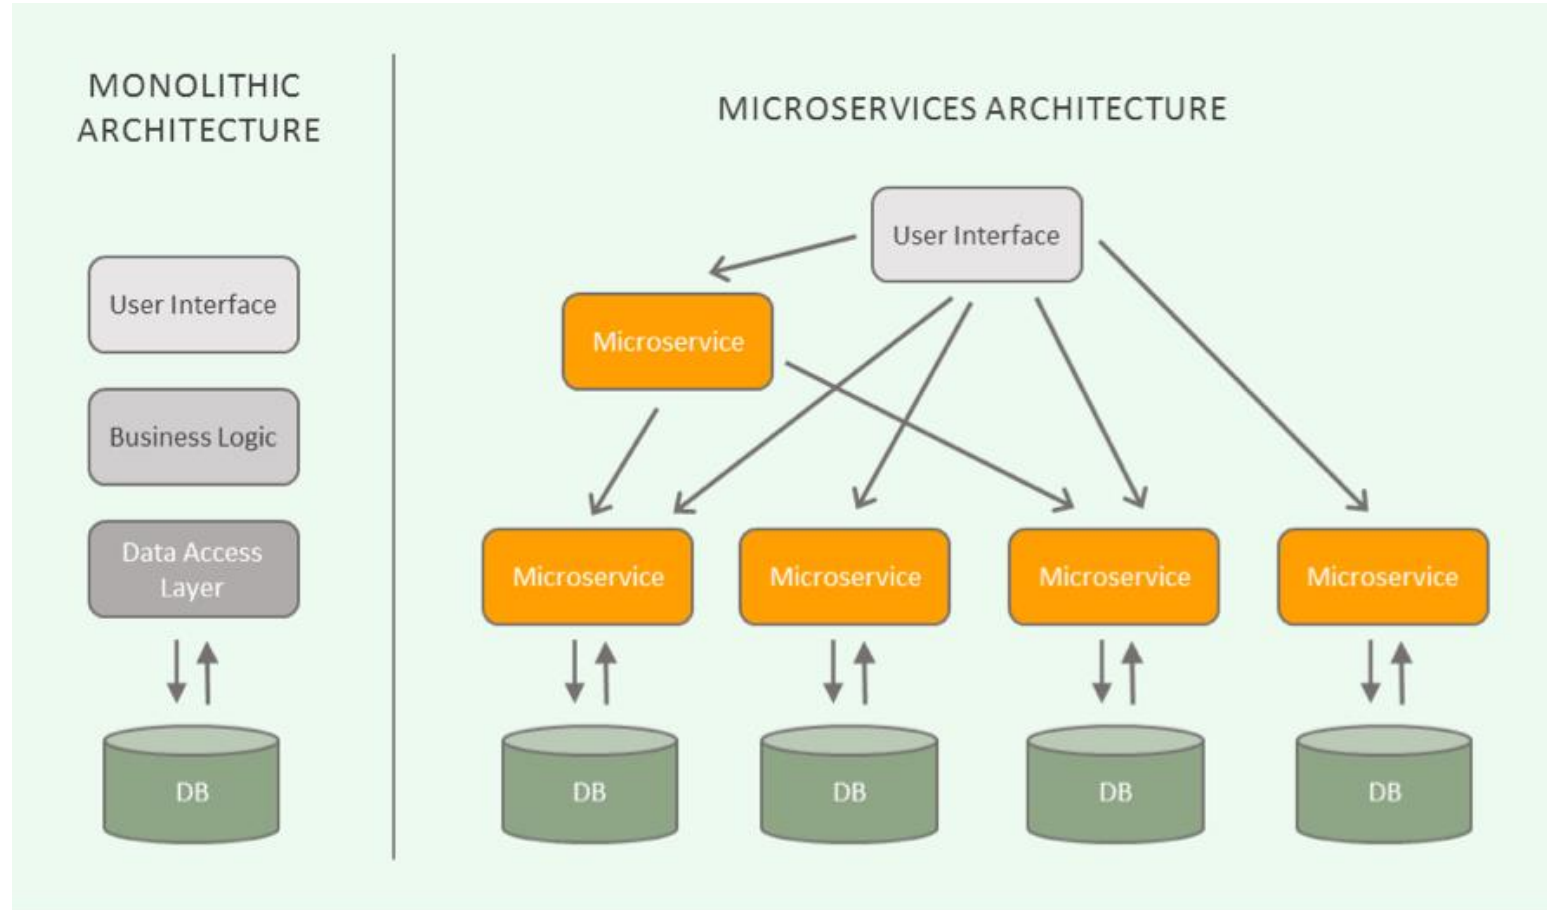 MONOLITHIC
ARCHITECTURE
User Interface
Business Logic
Data Access
Layer
DB
MICROSERVICES ARCHITECTURE
User Interface
Microservice
Microservice
Microservice
Microservice
Microservice
DB
DB
DB
DB